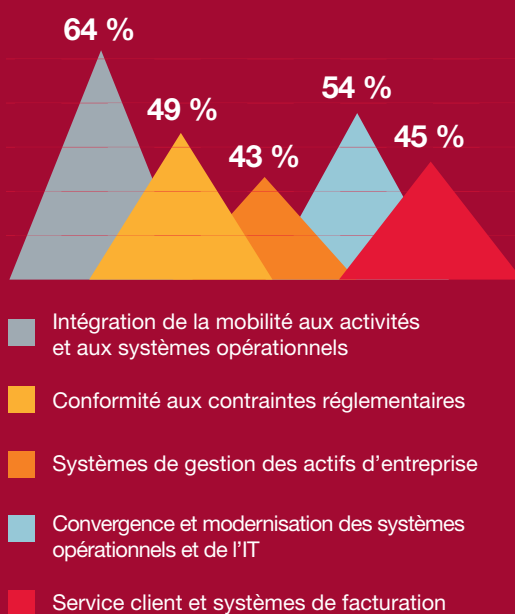 64 %
54 %
49 %
45 %
43 %
Intégration de la mobilité aux activités
et aux systèmes opérationnels
Conformité aux contraintes réglementaires
Systèmes de gestion des actifs d’entreprise
Convergence et modernisation des systèmes
opérationnels et de l’IT
Service client et systèmes de facturation